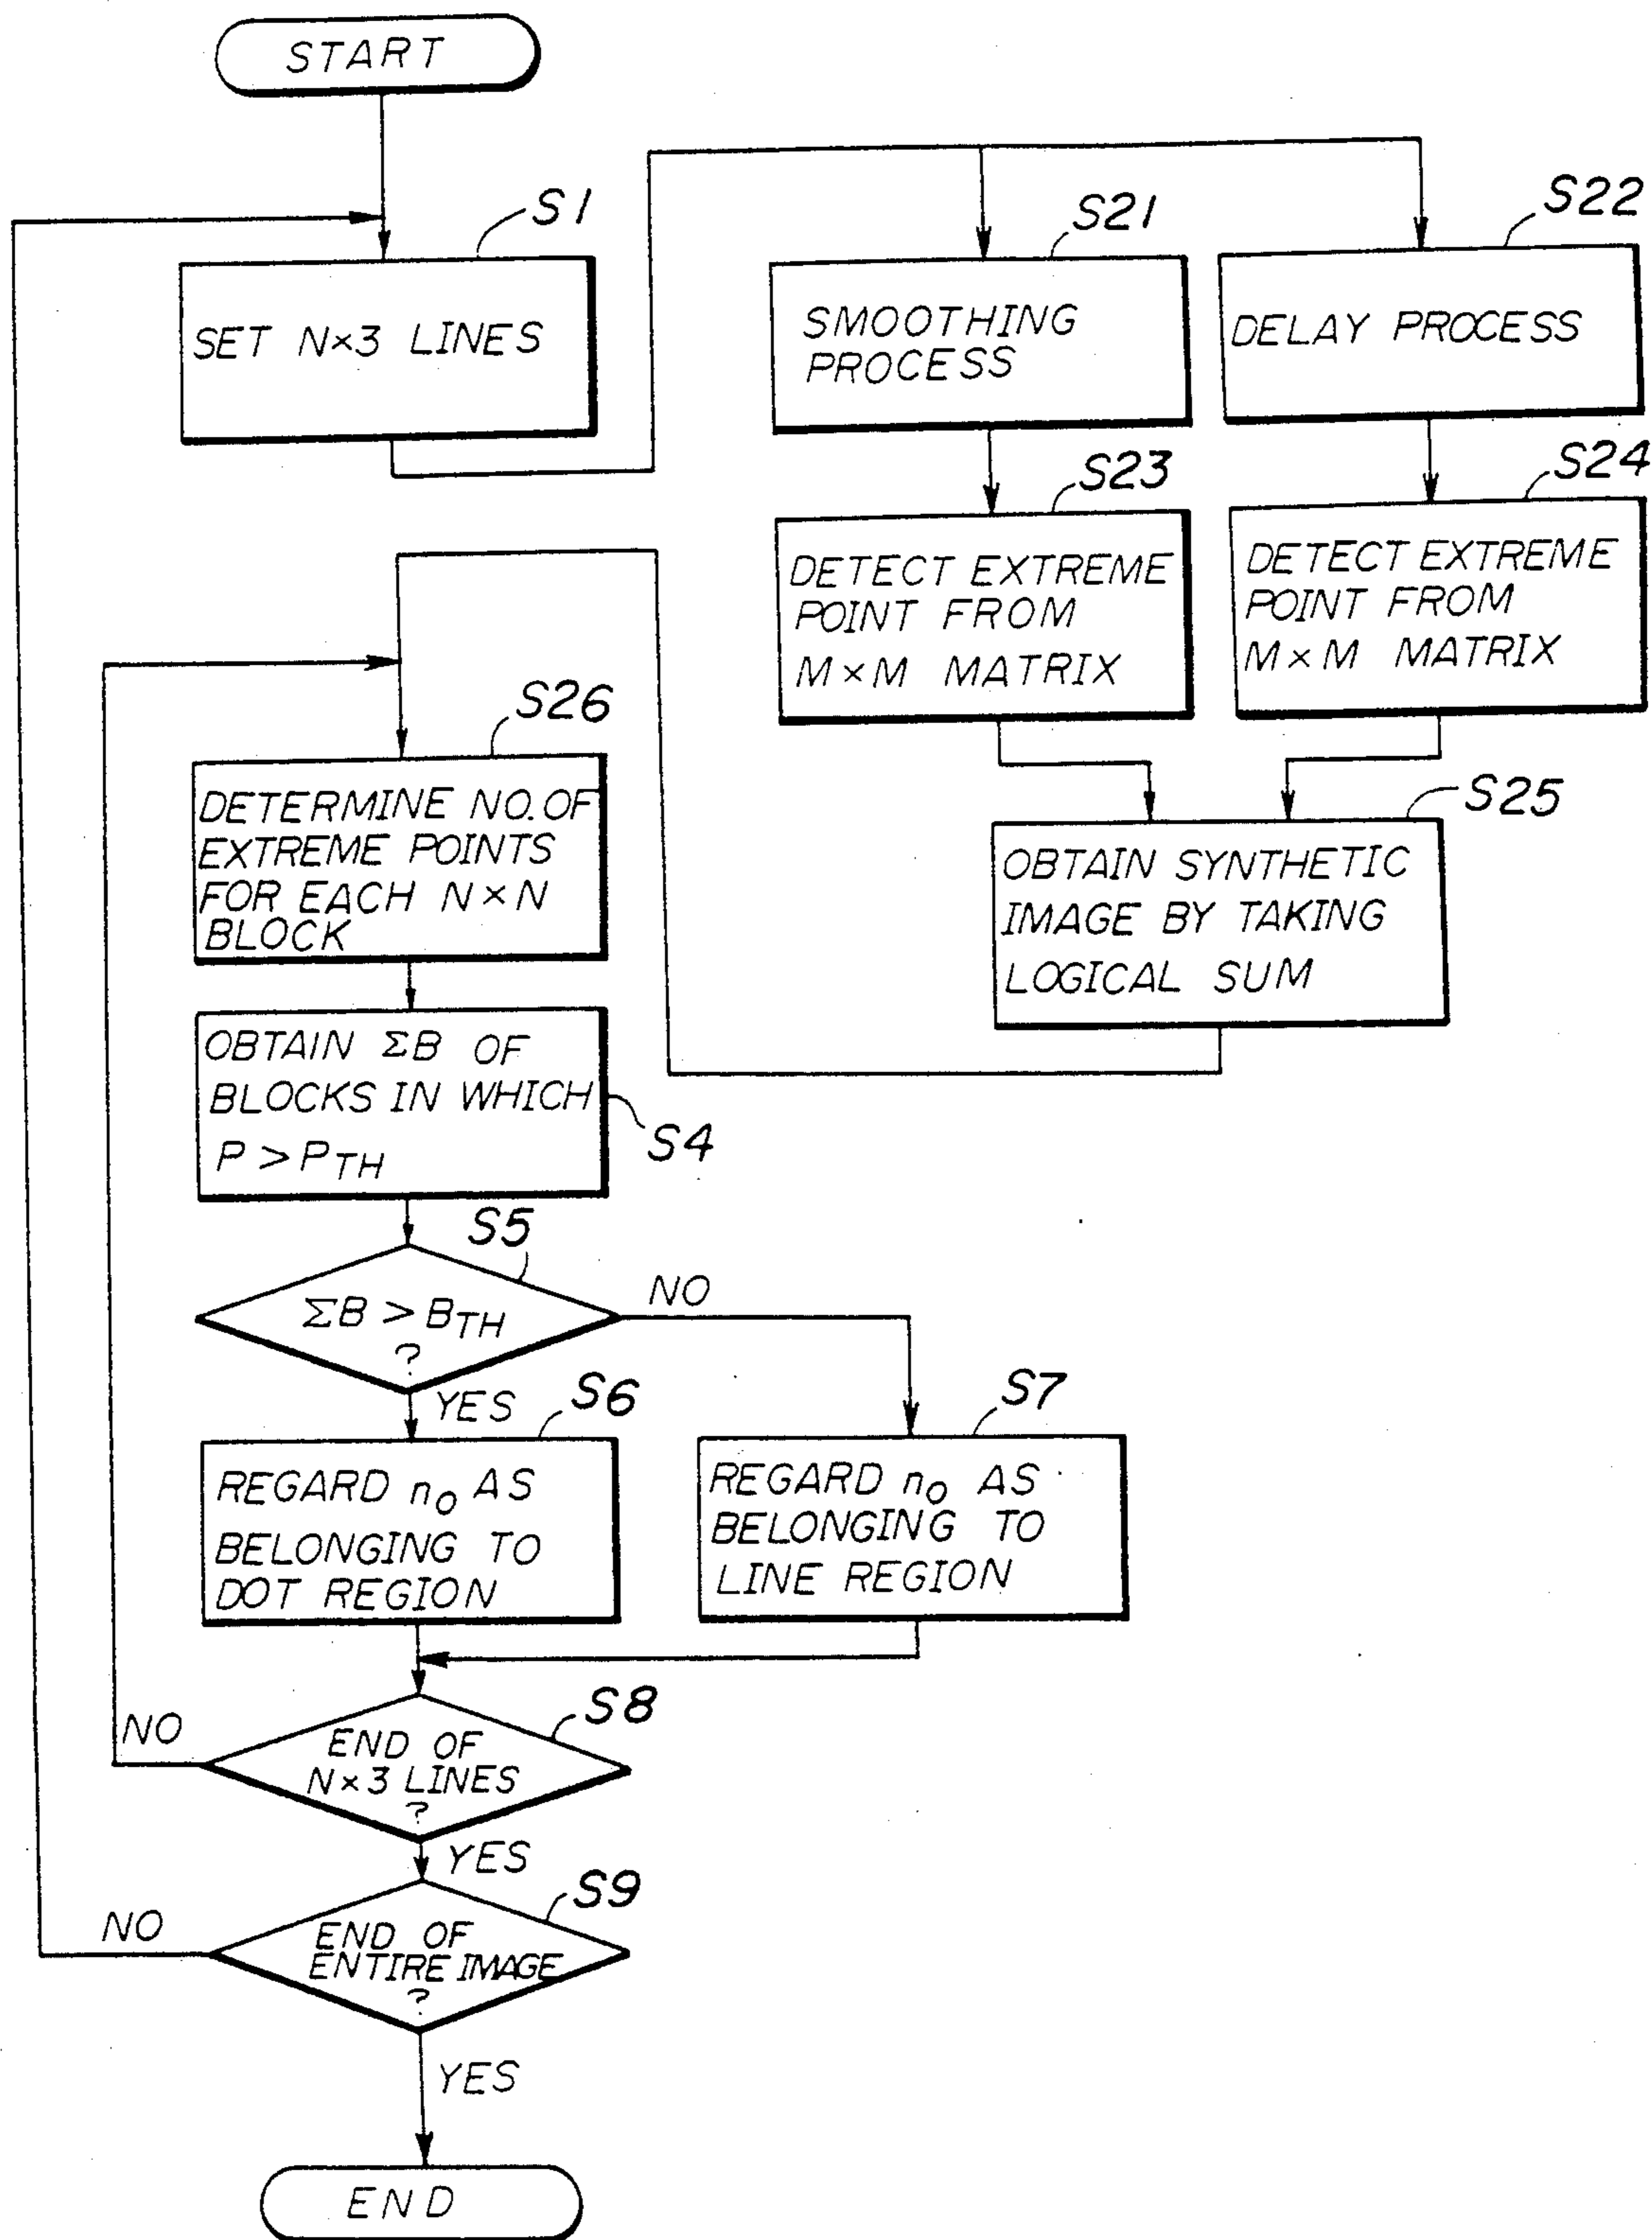 START
S1
SET N×3 LINES
S21
SMOOTHING
PROCESS
S22
DELAY PROCESS
S23
DETECT EXTREME
POINT FROM
M×M MATRIX
S24
DETECT EXTREME
POINT FROM
M×M MATRIX
S25
OBTAIN SYNTHETIC
IMAGE BY TAKING
LOGICAL SUM
S26
DETERMINE NO. OF
EXTREME POINTS
FOR EACH N×N
BLOCK
OBTAIN ΣB OF
BLOCKS IN WHICH
P > PTH
S4
S5
ΣB > BTH
?
NO
YES
S6
REGARD n0 AS
BELONGING TO
DOT REGION
S7
REGARD n0 AS
BELONGING TO
LINE REGION
S8
END OF
N×3 LINES
?
NO
YES
S9
END OF
ENTIRE IMAGE
?
NO
YES
END